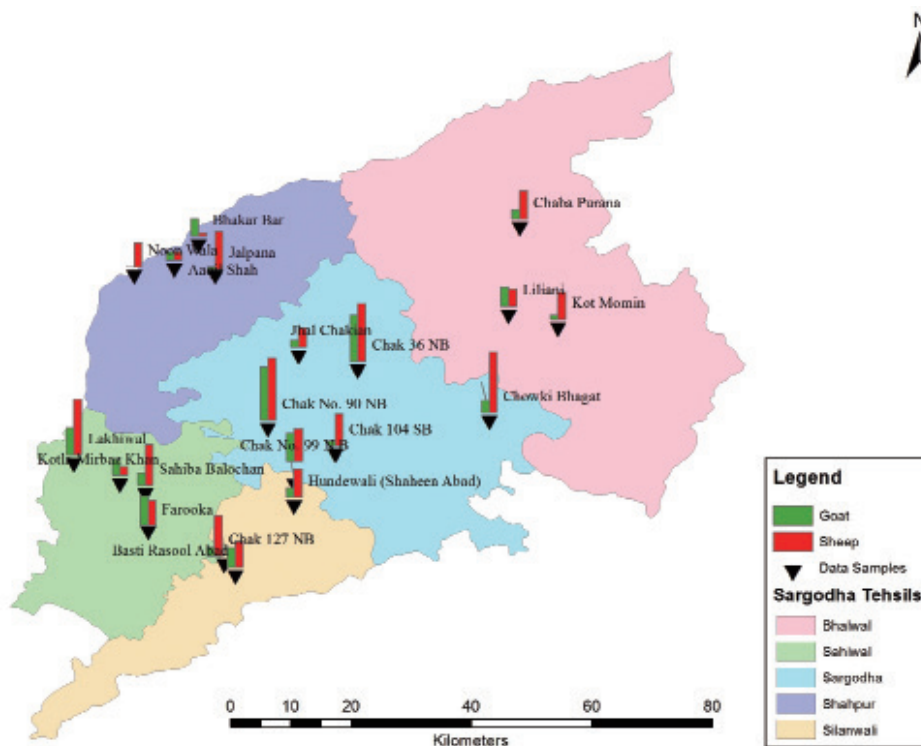 N
Chaba Purana
Bhakar Bar
Noon Wala
Jalpana
Aaqil Shah
Liliani
Kot Momin
Jhal Chakian
Chak 36 NB
Chowki Bhagat
Chak No. 90 NB
Chak 104 SB
Lakhiwal
Chak No. 99 NB
Kotla Mirbaz Khan
Sahiba Balochan
Hundewali (Shaheen Abad)
Farooka
Basti Rasool Abad
Chak 127 NB
Legend
Goat
Sheep
Data Samples
Sargodha Tehsils
Bhalwal
Sahiwal
Sargodha
Shahpur
Silanwali
0 20 40 60 80
Kilometers